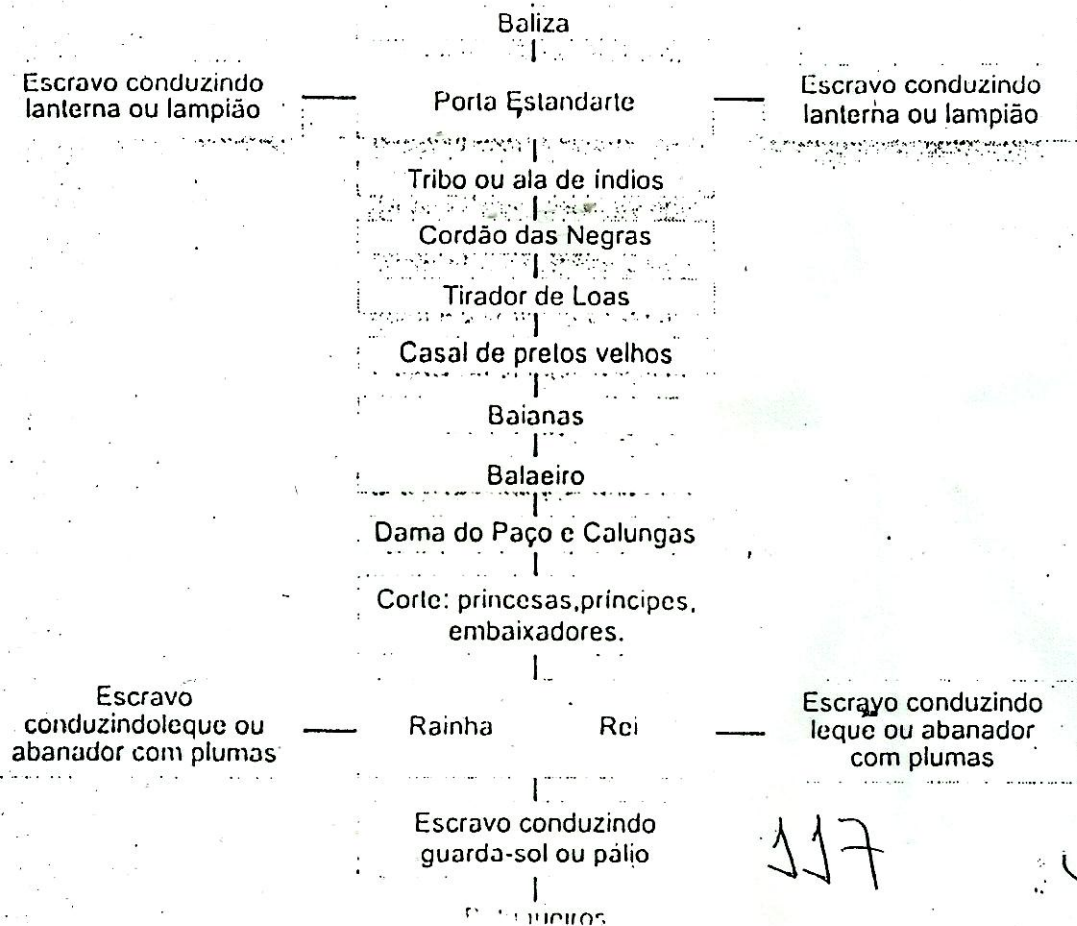 Baliza
Escravo conduzindo
lanterna ou lampião
Porta Estandarte
Escravo conduzindo
lanterna ou lampião
Tribo ou ala de índios
Cordão das Negras
Tirador de Loas
Casal de pretos velhos
Baianas
Balaeiro
Dama do Paço e Calungas
Corte: princesas,príncipes,
embaixadores.
Escravo
conduzindoleque ou
abanador com plumas
Rainha
Rei
Escravo conduzindo
leque ou abanador
com plumas
Escravo conduzindo
guarda-sol ou pálio
117